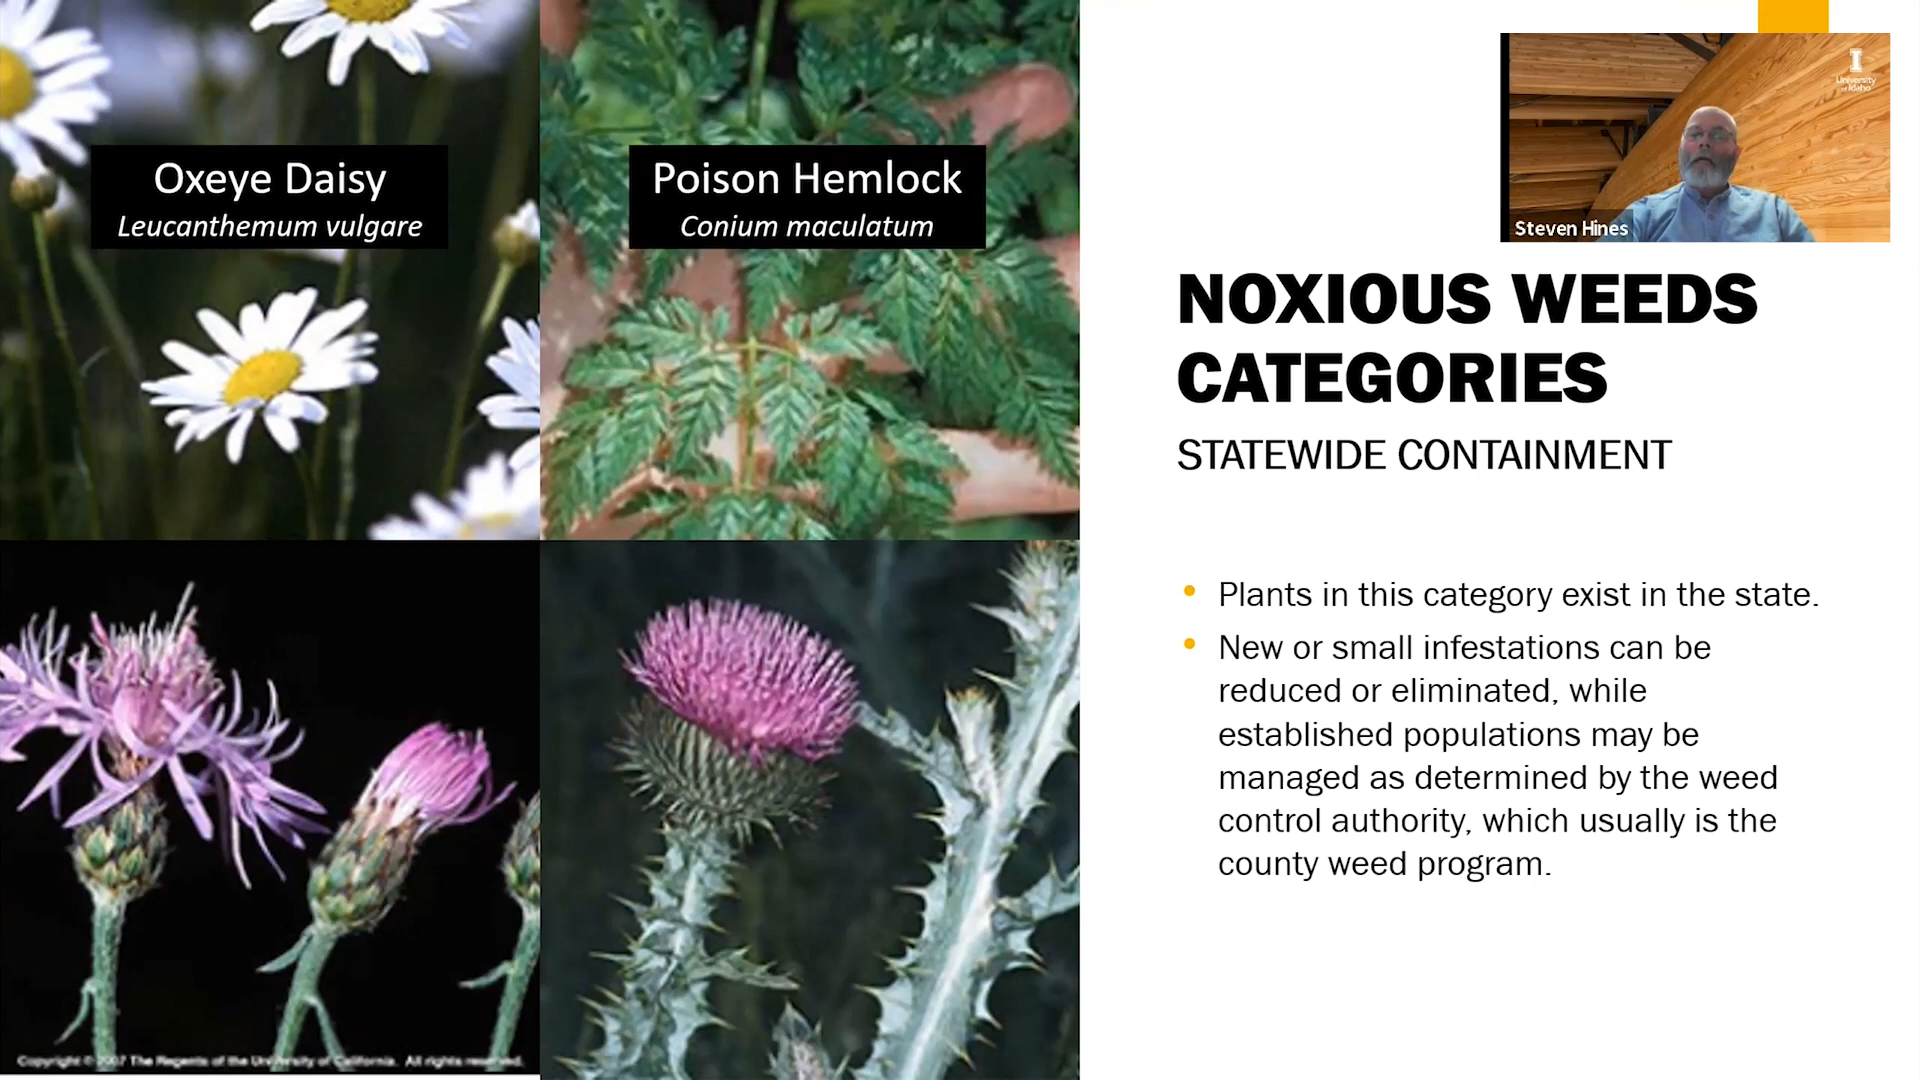 Oxeye Daisy
Leucanthemum vulgare
Poison Hemlock
Conium maculatum
University
of Idaho
Steven Hines
NOXIOUS WEEDS
CATEGORIES
STATEWIDE CONTAINMENT
• Plants in this category exist in the state.
• New or small infestations can be
reduced or eliminated, while
established populations may be
managed as determined by the weed
control authority, which usually is the
county weed program.
Copyright © 2007 The Regents of the University of California. All rights reserved.